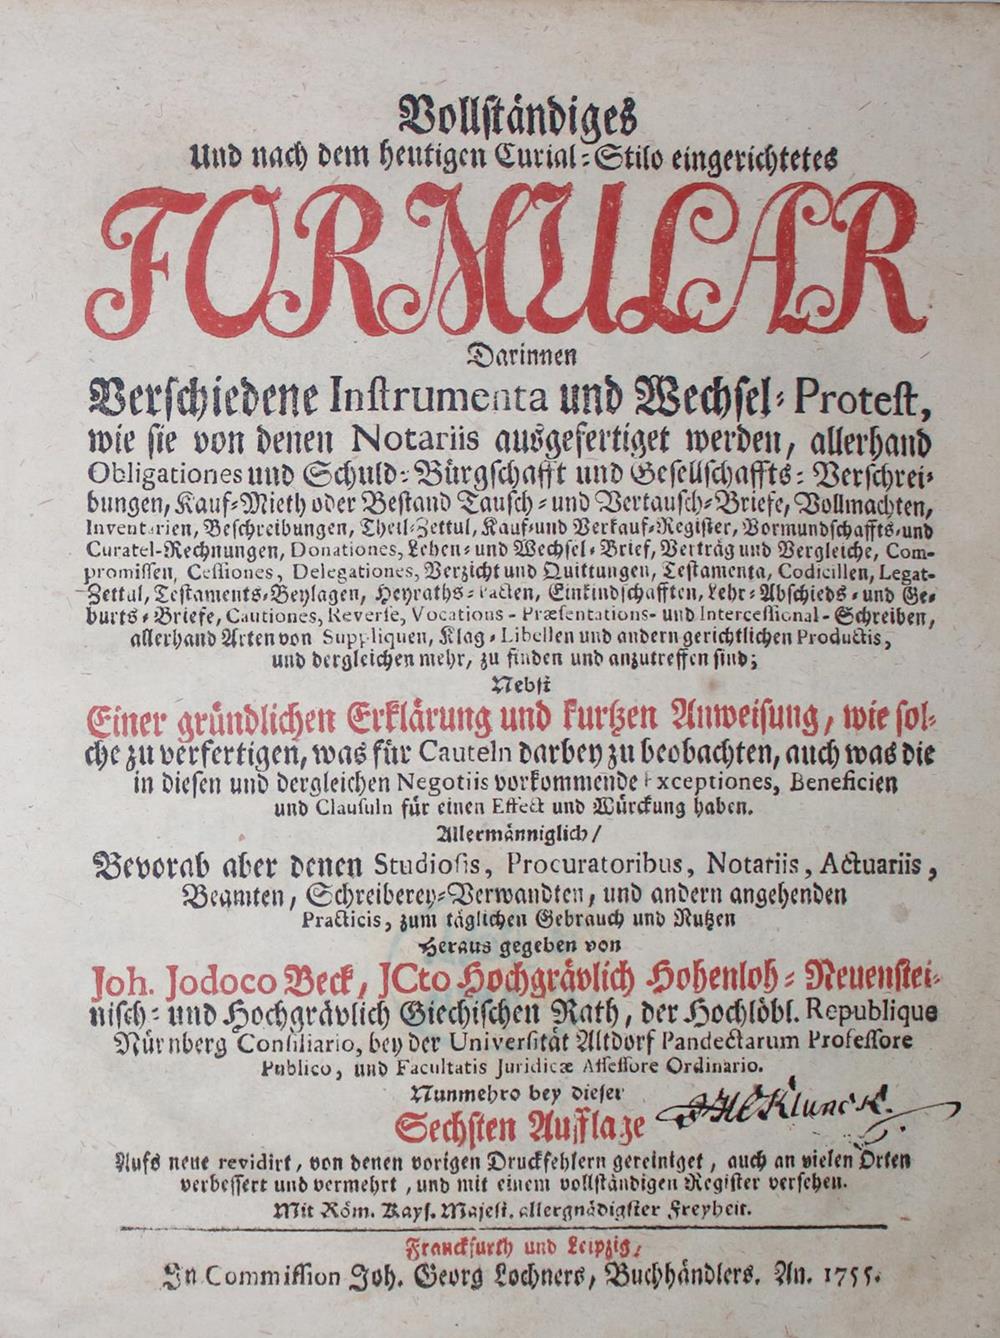 Vollständiges
Und nach dem heutigen Curial-Stilo eingerichtetes
FORMULAR
Darinnen
Verschiedene Instrumenta und Wechsel-Protest,
wie sie von denen Notariis ausgefertiget werden, allerhand
Obligationes und Schuld-Bürgschafft und Gesellschaffts-Verschrei-
bungen, Kauf-Mieth oder Bestand Tausch- und Vertausch-Briefe, Vollmachten,
Inventarien, Beschreibungen, Theil-Zettul, Kauf-und Verkauf-Register, Vormundschaffts-und
Curatel-Rechnungen, Donationes, Lehen- und Wechsel-Brief, Verträg und Vergleiche, Com-
promissen, Cessiones, Delegationes, Verzicht und Quittungen, Testamenta, Codicillen, Legat-
Zettul, Testaments-Beylagen, Heyraths-Pacten, Einkindschafften, Lehr-Abschieds- und Ge-
burts-Briefe, Cautiones, Reverse, Vocations- Præsentations- und Intercessional-Schreiben,
allerhand Arten von Suppliquen, Klag-Libellen und andern gerichtlichen Productis,
und dergleichen mehr, zu finden und anzutreffen sind;
Nebst
Einer gründlichen Erklärung und kurtzen Anweisung, wie sol-
che zu verfertigen, was für Cauteln darbey zu beobachten, auch was die
in diesen und dergleichen Negotiis vorkommende Exceptiones, Beneficien
und Clausuln für einen Effect und Würckung haben.
Allermänniglich/
Bevorab aber denen Studiosis, Procuratoribus, Notariis, Actuariis,
Beamten, Schreiberey-Verwandten, und andern angehenden
Practicis, zum täglichen Gebrauch und Nutzen
Heraus gegeben von
Joh. Jodoco Beck, JCto Hochgrävlich Hohenloh-Neuenstei-
nisch- und Hochgrävlich Giechischen Rath, der Hochlöbl. Republique
Nürnberg Consiliario, bey der Universität Altdorf Pandectarum Professore
Publico, und Facultatis Juridicæ Assessore Ordinario.
Nunmehro bey dieser
Sechsten Aufflage
Aufs neue revidirt, von denen vorigen Druckfehlern gereiniget, auch an vielen Orten
verbessert und vermehrt, und mit einem vollständigen Register versehen.
Mit Röm. Kays. Majest. allergnädigster Freyheit.
Franckfurth und Leipzig,
In Commission Joh. Georg Lochners, Buchhändlers. An. 1755.